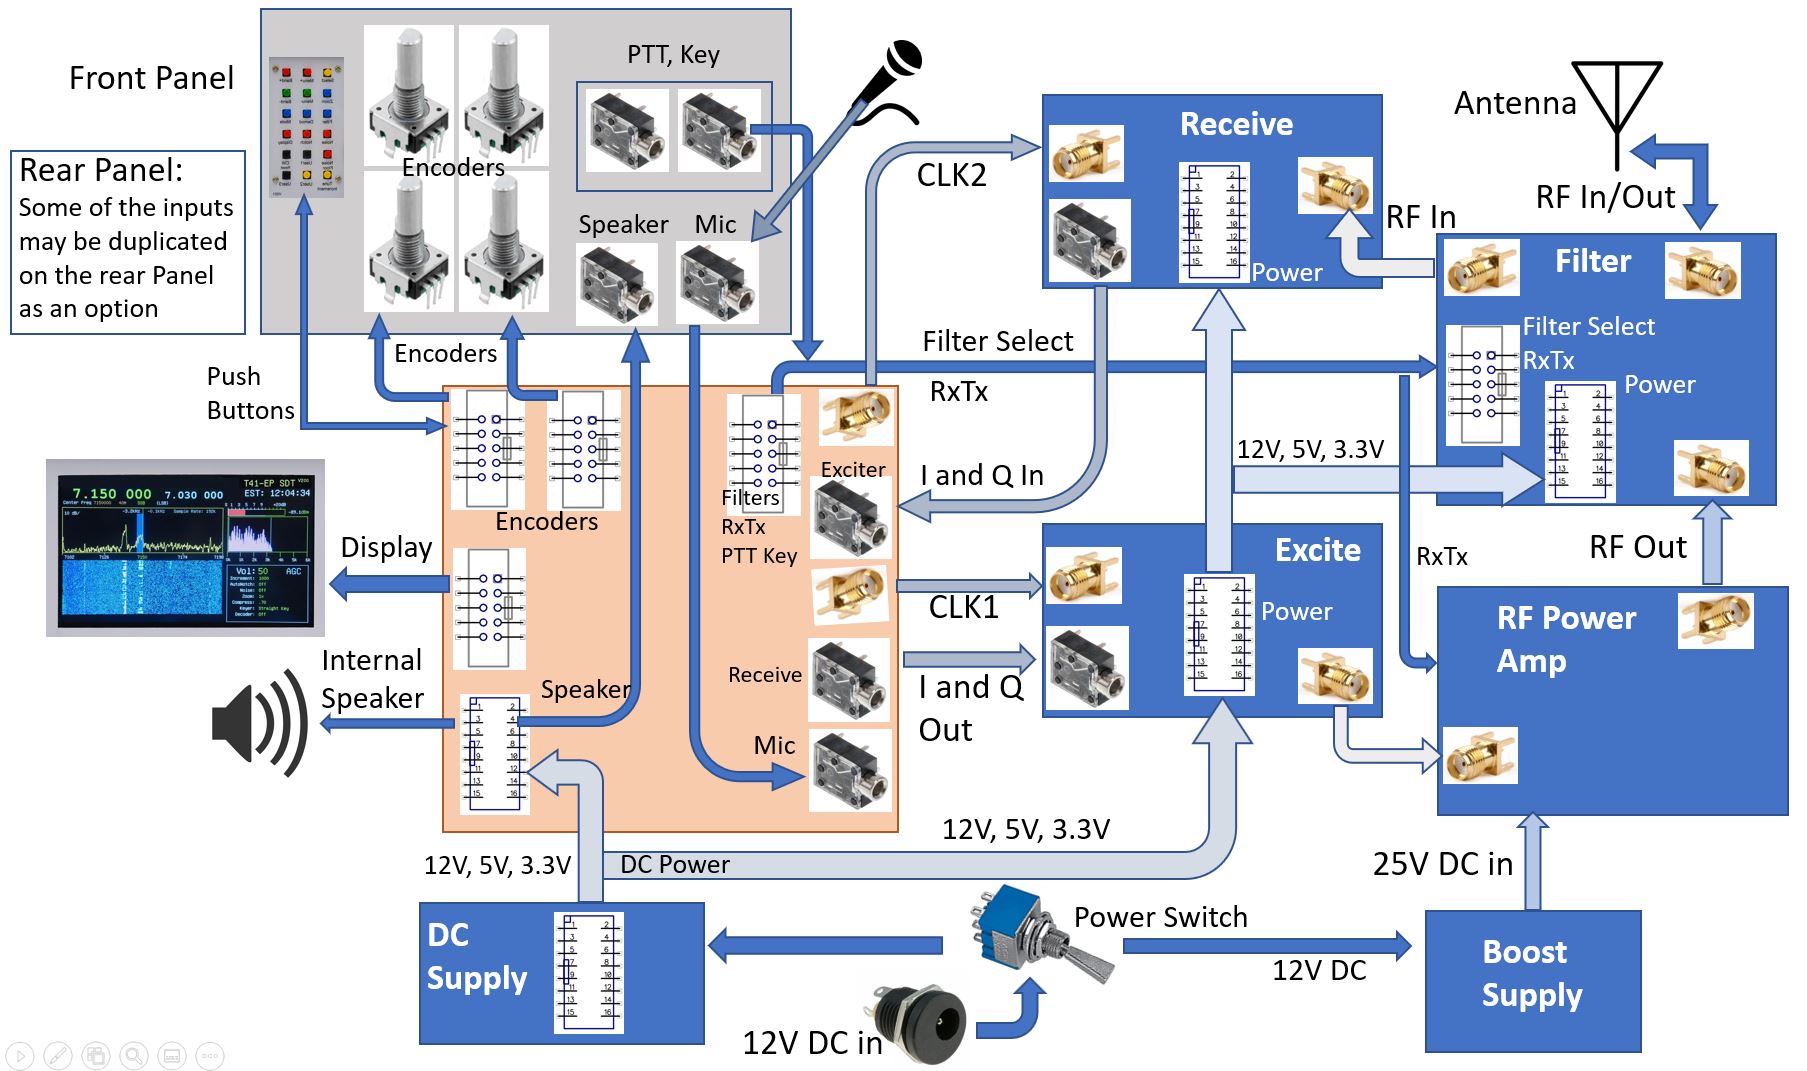 Front Panel
Rear Panel:
Some of the inputs
may be duplicated
on the rear Panel
as an option
PTT, Key
Encoders
Speaker
Mic
Encoders
Push
Buttons
Antenna
RF In/Out
Receive
CLK2
Power
RF In
Filter
Filter Select
RxTx
Power
Filter Select
RxTx
12V, 5V, 3.3V
I and Q In
Exciter
Filters
RxTx
PTT Key
Encoders
7.150 000
7.030 000
T41-EP SDT
EST: 12:04:34
Vol: 50
AGC
Display
Internal
Speaker
Speaker
Receive
Mic
CLK1
I and Q
Out
Excite
Power
RxTx
RF Out
RF Power
Amp
12V, 5V, 3.3V
12V, 5V, 3.3V
DC Power
25V DC in
DC
Supply
Power Switch
12V DC
Boost
Supply
12V DC in